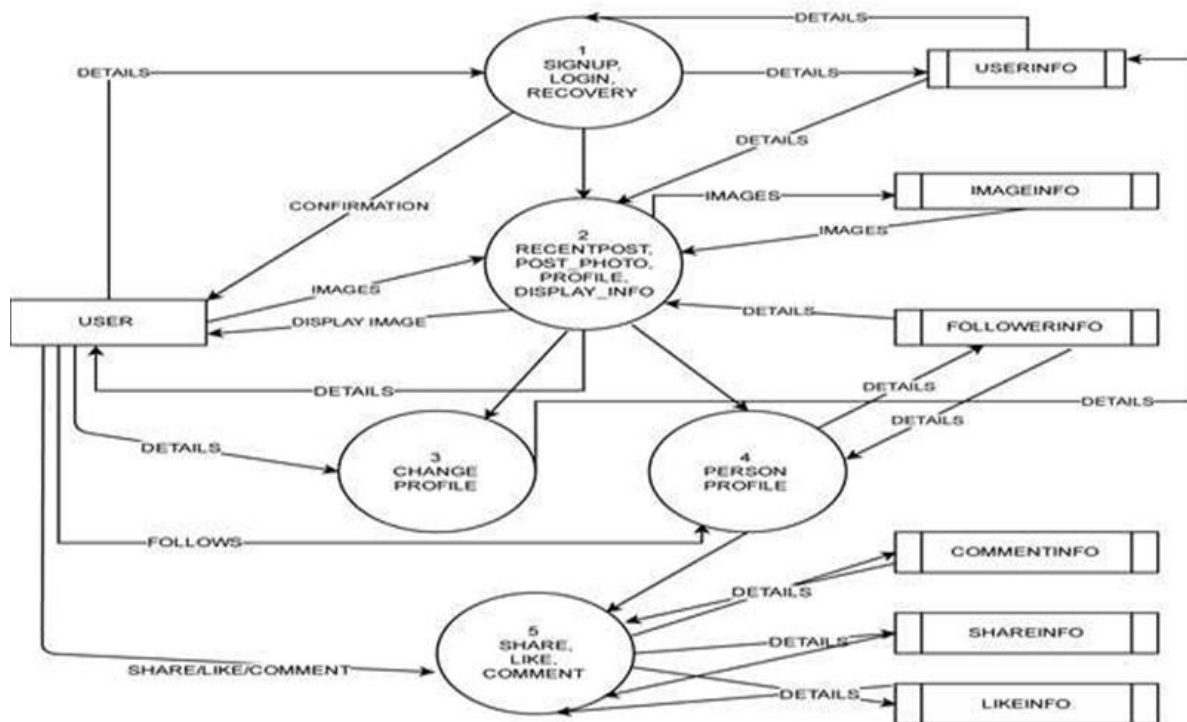 DETAILS
1
SIGNUP,
LOGIN,
RECOVERY
DETAILS
DETAILS
USERINFO
DETAILS
CONFIRMATION
IMAGES
IMAGEINFO
IMAGES
2
RECENTPOST,
POST_PHOTO,
PROFILE,
DISPLAY_INFO
IMAGES
USER
DISPLAY IMAGE
DETAILS
FOLLOWERINFO
DETAILS
DETAILS
DETAILS
DETAILS
DETAILS
3
CHANGE
PROFILE
4
PERSON
PROFILE
FOLLOWS
COMMENTINFO
DETAILS
5
SHARE,
LIKE,
COMMENT
DETAILS
SHAREINFO
SHARE/LIKE/COMMENT
DETAILS
LIKEINFO.